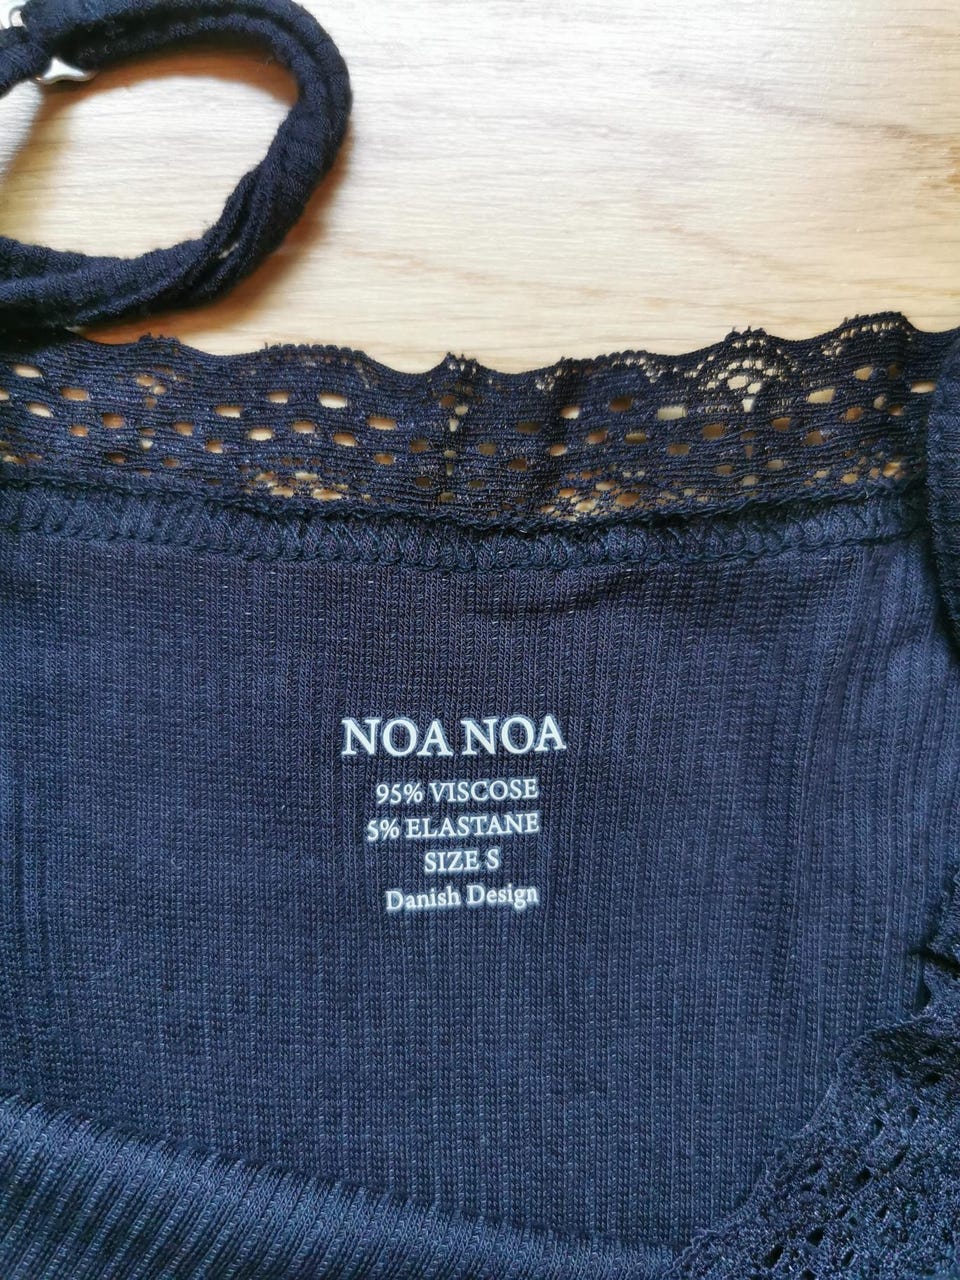 NOA NOA
95% VISCOSE
5% ELASTANE
SIZE S
Danish Design